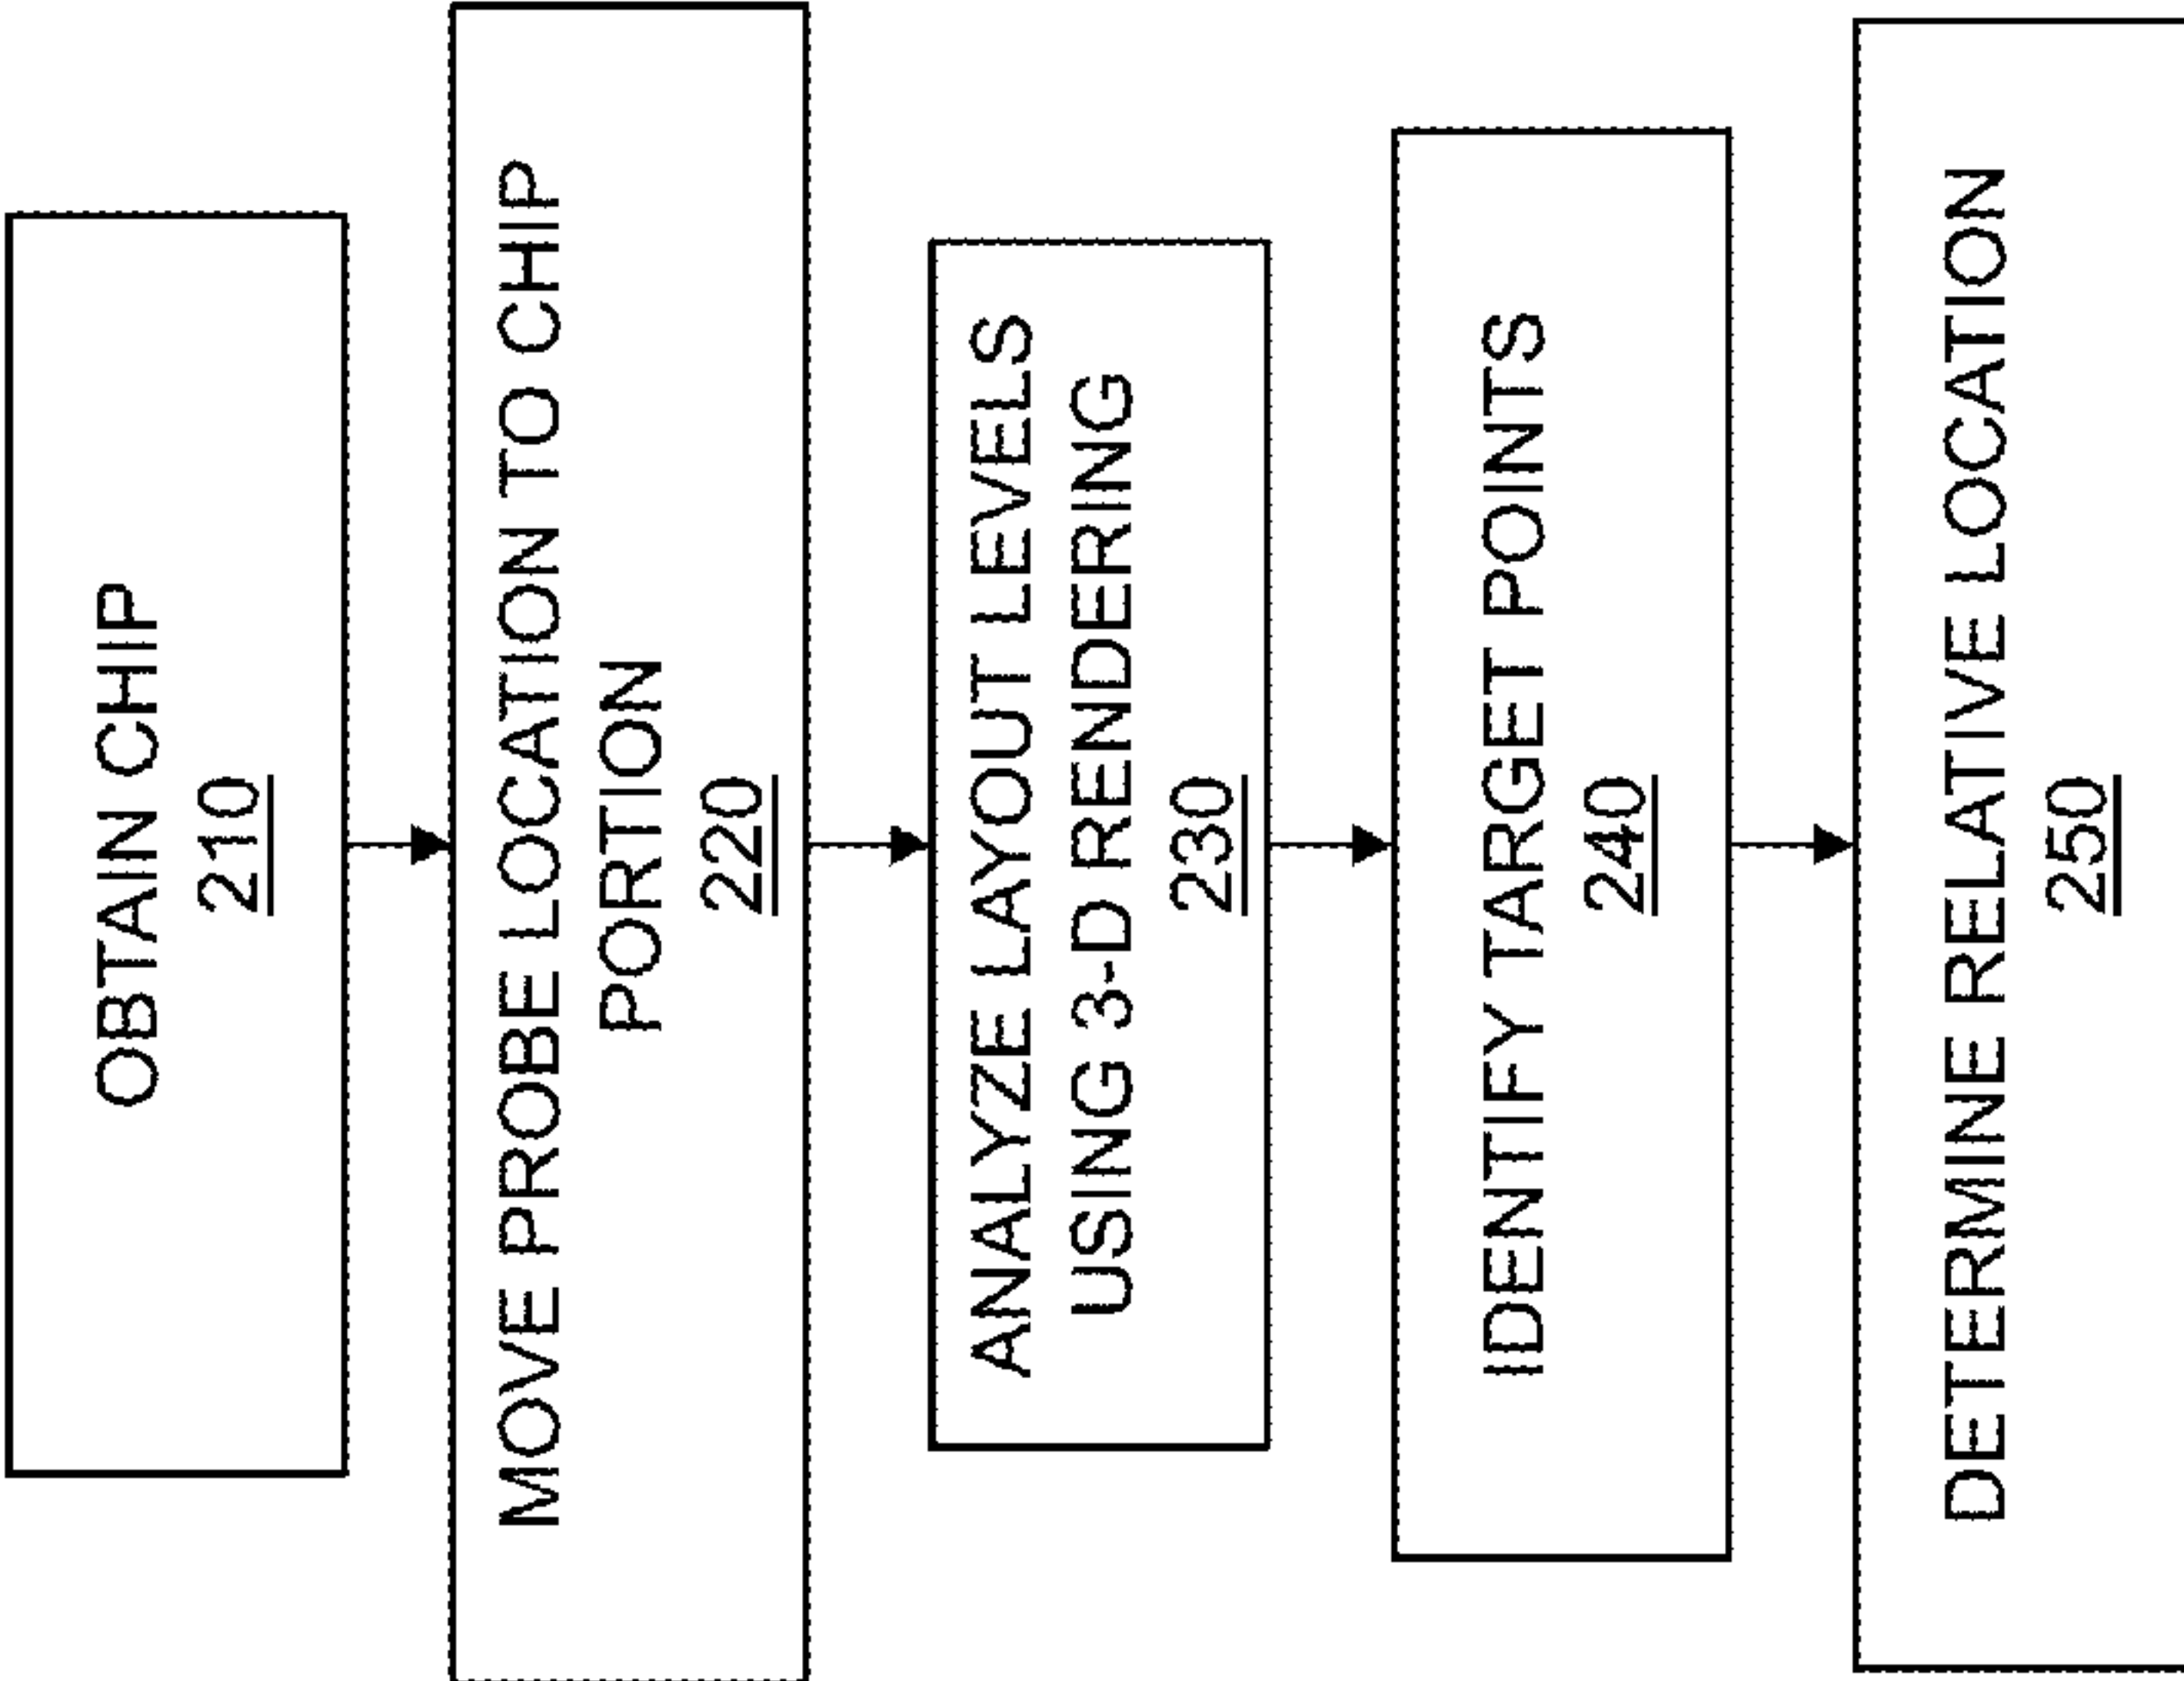 OBTAIN CHIP
210
MOVE PROBE LOCATION TO CHIP
PORTION
220
ANALYZE LAYOUT LEVELS
USING 3-D RENDERING
230
IDENTIFY TARGET POINTS
240
DETERMINE RELATIVE LOCATION
250